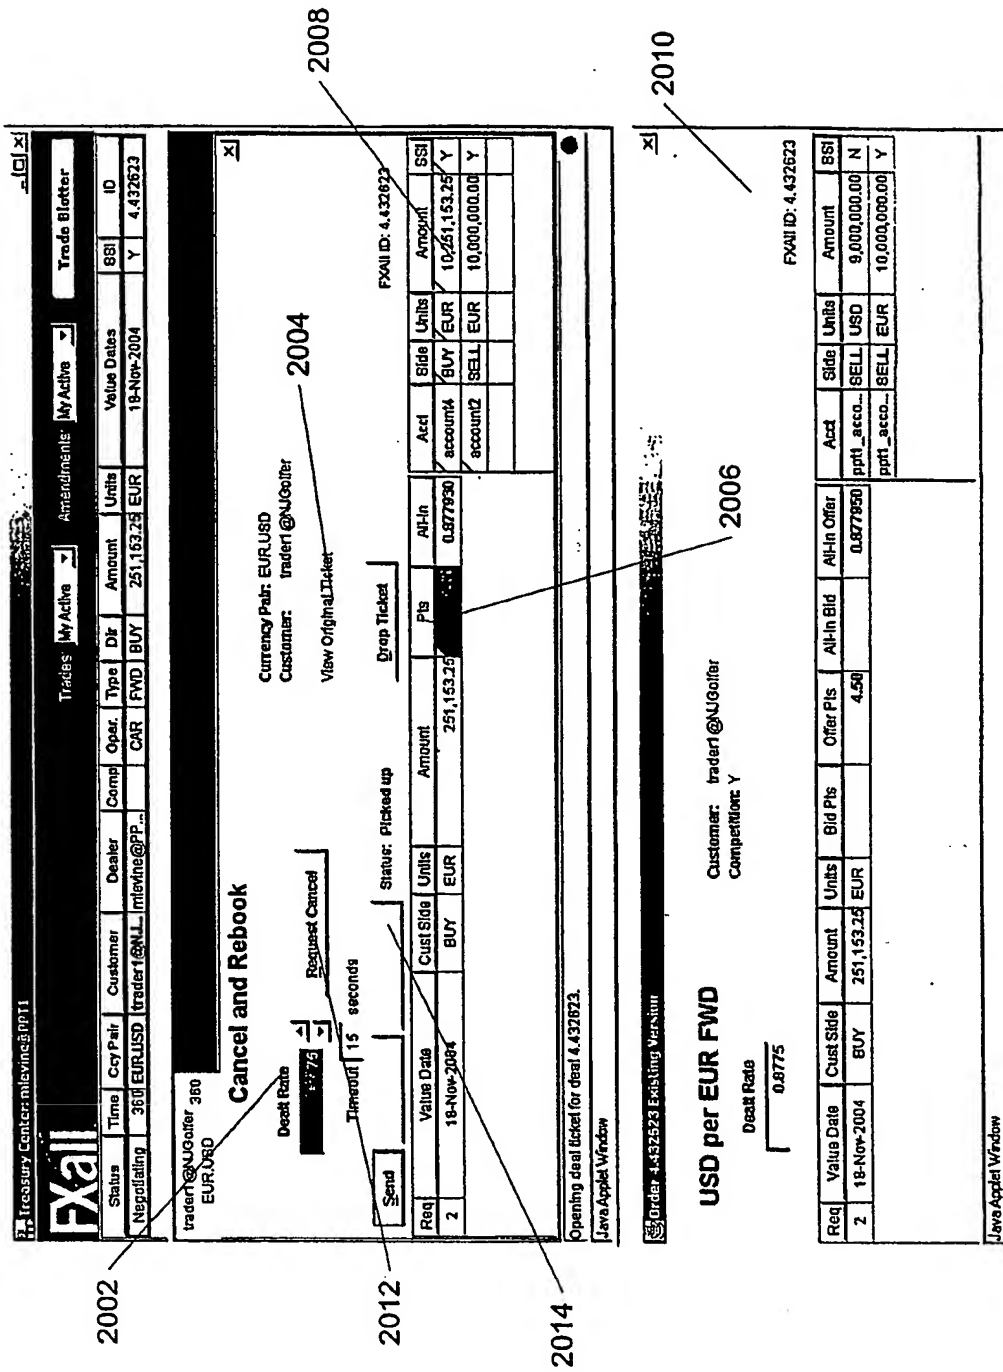 Treasury Center: mlevine@PPT1
FXall
Trades: My Active Amendments: My Active Trade Blotter
Status Time Ccy Pair Customer Dealer Comp Oper. Type Dir Amount Units Value Dates BSI ID
Negotiating 360 EURUSD trader1@NJ... mlevine@PP... CAR FWD BUY 251,153.25 EUR 18-Nov-2004 Y 4.432623
trader1@NJGolfer 360
EUR.USD
Cancel and Rebook
Currency Pair: EUR.USD
Customer: trader1@NJGolfer
FXAll ID: 4.432623
Dealt Rate
Request Cancel
View Original Ticket
Timeout 15 seconds
Send
Status: Picked up
Drop Ticket
Req Value Date Cust Side Units Amount Pts All-In
2 18-Nov-2004 BUY EUR 251,153.25 0.877930
Acct Side Units Amount SSI
account4 BUY EUR 10,251,153.25 Y
account2 SELL EUR 10,000,000.00 Y
Opening deal ticket for deal 4.432623.
Java Applet Window
Order 4.432623 Existing Version
USD per EUR FWD
Customer: trader1@NJGolfer
Competition: Y
FXAll ID: 4.432623
Dealt Rate
0.8775
Req Value Date Cust Side Amount Units Bid Pts Offer Pts All-In Bid All-In Offer
2 18-Nov-2004 BUY 251,153.25 EUR 4.50 0.877950
Acct Side Units Amount BSI
ppt1_acco... SELL USD 9,000,000.00 N
ppt1_acco... SELL EUR 10,000,000.00 Y
Java Applet Window
2002
2004
2006
2008
2010
2012
2014